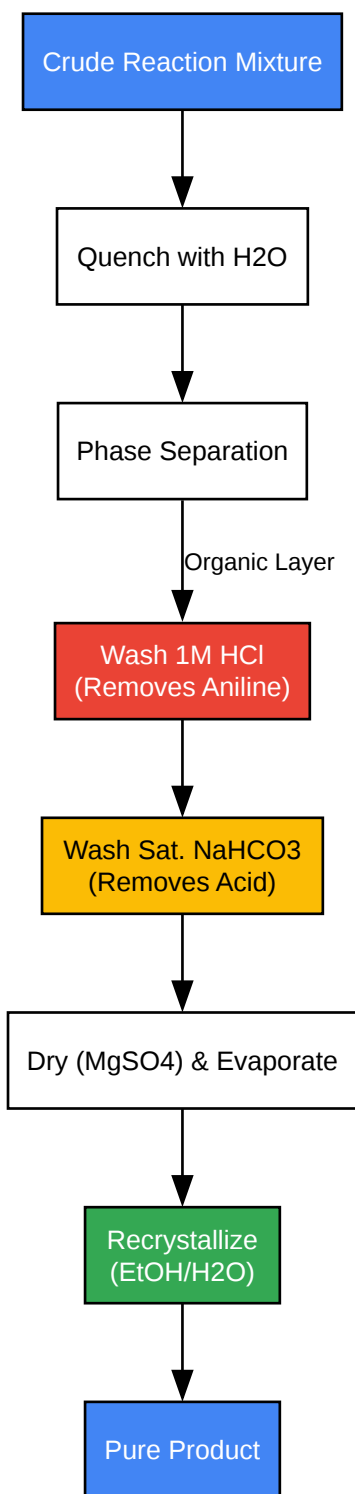 Crude Reaction Mixture
Quench with H2O
Phase Separation
Organic Layer
Wash 1M HCl
(Removes Aniline)
Wash Sat. NaHCO3
(Removes Acid)
Dry (MgSO4) & Evaporate
Recrystallize
(EtOH/H2O)
Pure Product